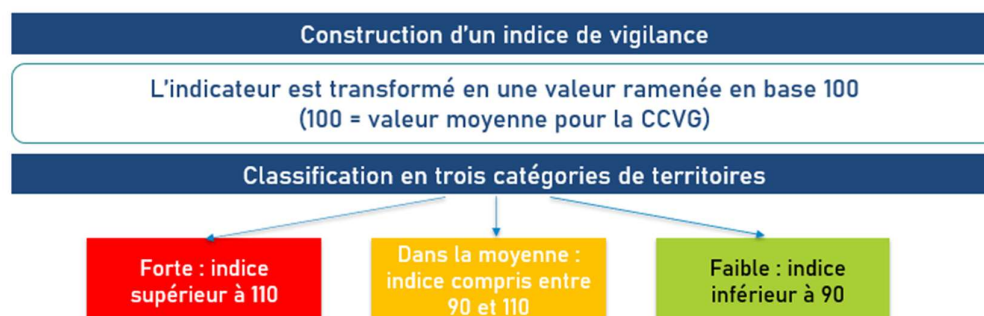 Construction d'un indice de vigilance
L'indicateur est transformé en une valeur ramenée en base 100
(100 = valeur moyenne pour la CCVG)
Classification en trois catégories de territoires
Forte : indice
supérieur à 110
Dans la moyenne :
indice compris entre
90 et 110
Faible : indice
inférieur à 90